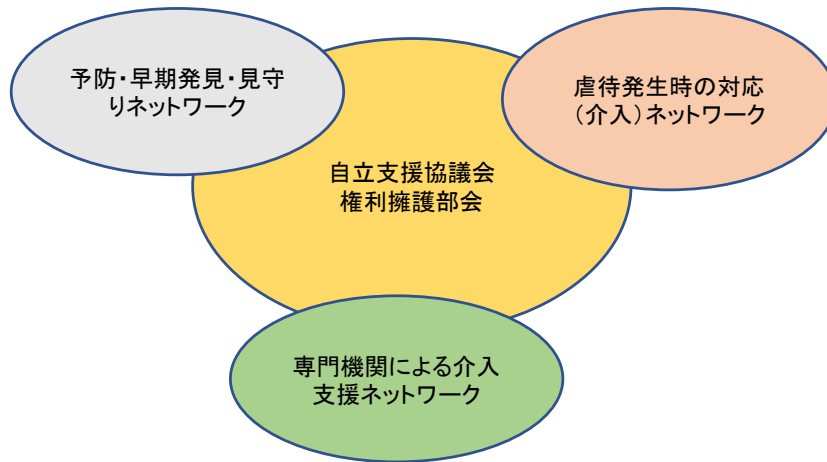 予防・早期発見・見守
りネットワーク
虐待発生時の対応
（介入）ネットワーク
自立支援協議会
権利擁護部会
専門機関による介入
支援ネットワーク